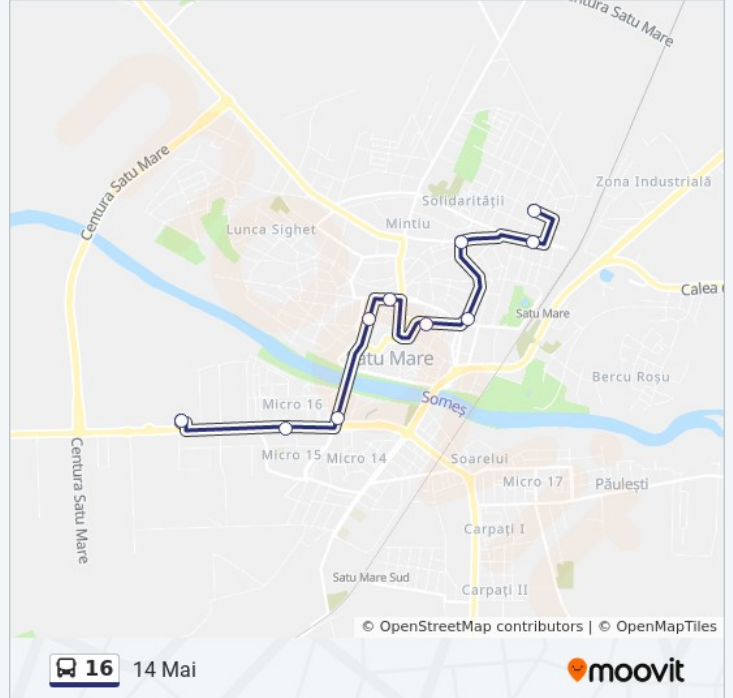 Centura Satu Mare
Centura Satu Mare
Zona Industrială
Solidarității
Mintiu
Lunca Sighet
Calea
Satu Mare
Satu Mare
Bercu Roșu
Micro 16
Someș
Micro 15
Micro 14
Soarelui
Micro 17
Păulești
Centura Satu Mare
Carpați I
Satu Mare Sud
Carpați II
© OpenStreetMap contributors | © OpenMapTiles
16 14 Mai
moovit